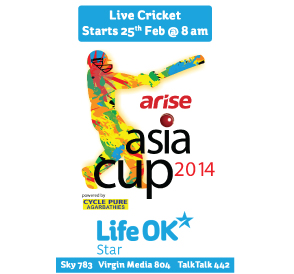 Live Cricket
Starts 25th Feb @ 8 am
arise
asia
cup 2014
powered by
CYCLE PURE
AGARBATHIES
Life OK
Star
Sky 783 Virgin Media 804 TalkTalk 442